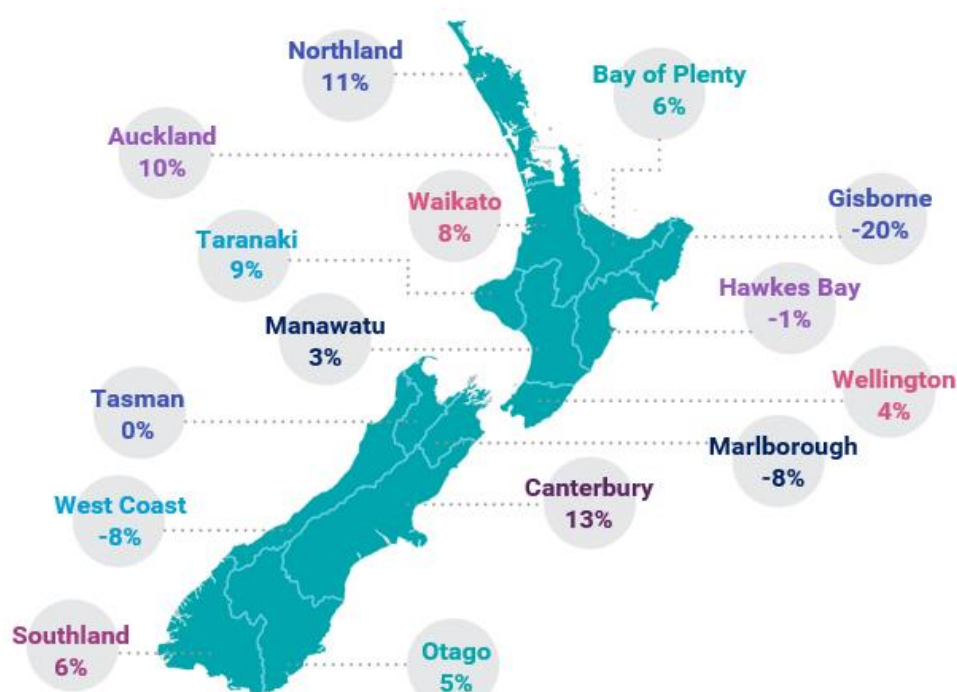 Northland
11%
Bay of Plenty
6%
Auckland
10%
Waikato
8%
Gisborne
-20%
Taranaki
9%
Hawkes Bay
-1%
Manawatu
3%
Wellington
4%
Tasman
0%
Marlborough
-8%
Canterbury
13%
West Coast
-8%
Southland
6%
Otago
5%